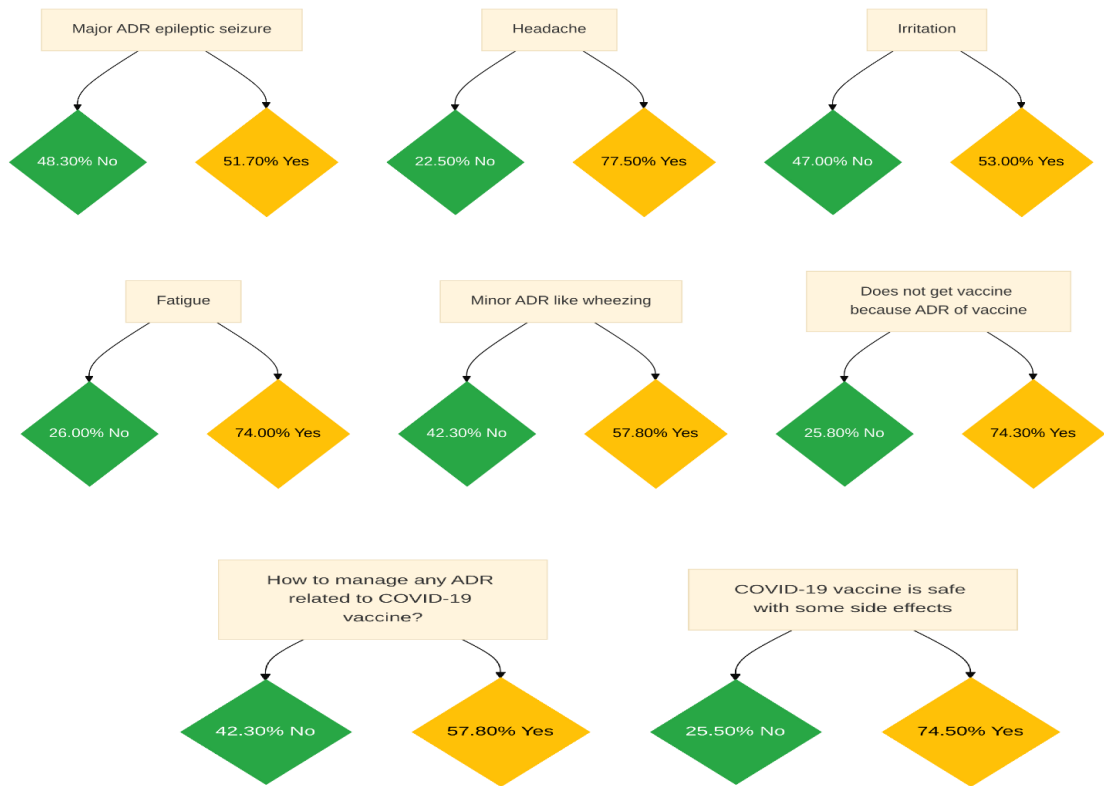 Major ADR epileptic seizure
Headache
Irritation
48.30% No
51.70% Yes
22.50% No
77.50% Yes
47.00% No
53.00% Yes
Fatigue
Minor ADR like wheezing
Does not get vaccine
because ADR of vaccine
26.00% No
74.00% Yes
42.30% No
57.80% Yes
25.80% No
74.30% Yes
How to manage any ADR
related to COVID-19
vaccine?
COVID-19 vaccine is safe
with some side effects
42.30% No
57.80% Yes
25.50% No
74.50% Yes